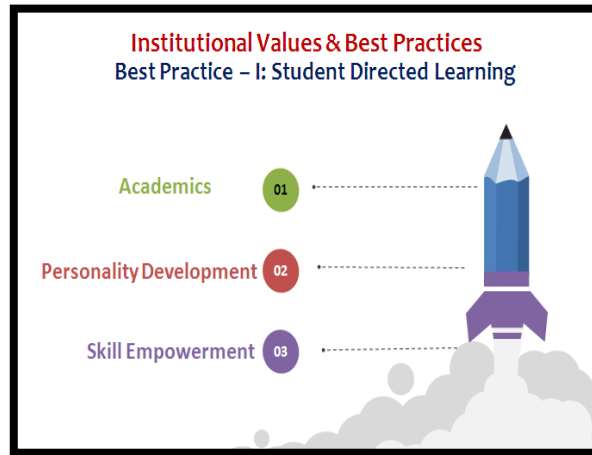 Institutional Values & Best Practices
Best Practice – I: Student Directed Learning
Academics 01
Personality Development 02
Skill Empowerment 03